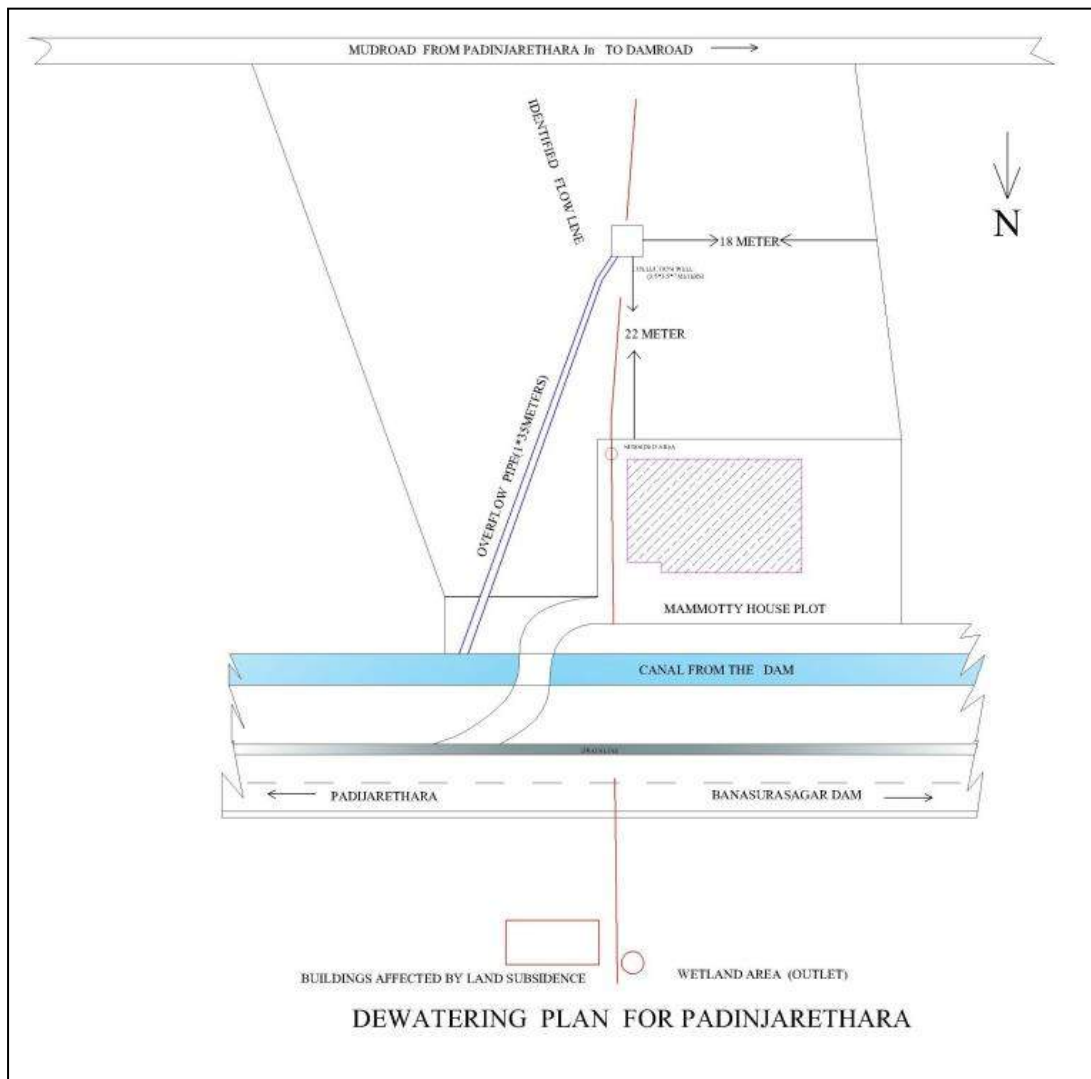 MUDROAD FROM PADINJARETHARA Jn TO DAMROAD
IDENTIFIED FLOW LINE
N
18 METER
WELL
22 METER
OVERFLOW PIPE(1*35METERS)
AREA
MAMMOTTY HOUSE PLOT
CANAL FROM THE DAM
PADIJARETHARA
BANASURASAGAR DAM
BUILDINGS AFFECTED BY LAND SUBSIDENCE
WETLAND AREA (OUTLET)
DEWATERING PLAN FOR PADINJARETHARA